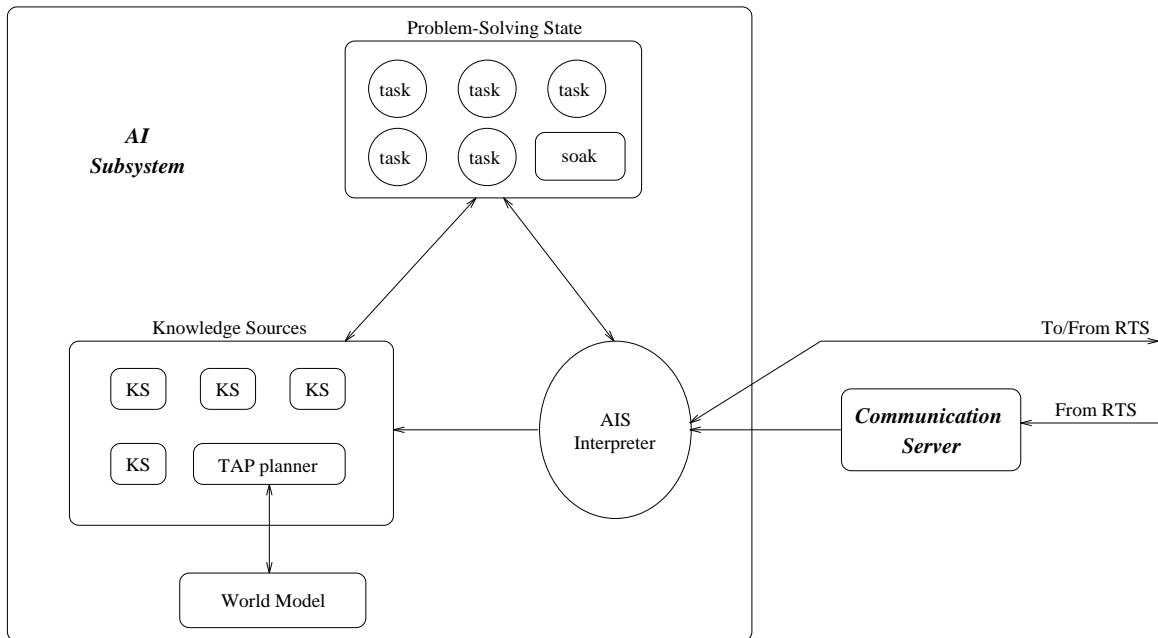 Problem-Solving State
task task task
AI
Subsystem
task task soak
Knowledge Sources
To/From RTS
KS KS KS
AIS
Interpreter
Communication
Server
From RTS
KS TAP planner
World Model